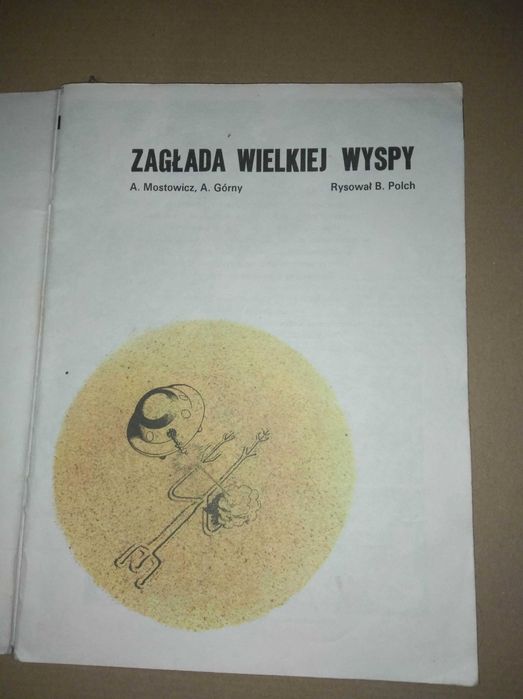 ZAGŁADA WIELKIEJ WYSPY
A. Mostowicz, A. Górny Rysował B. Polch